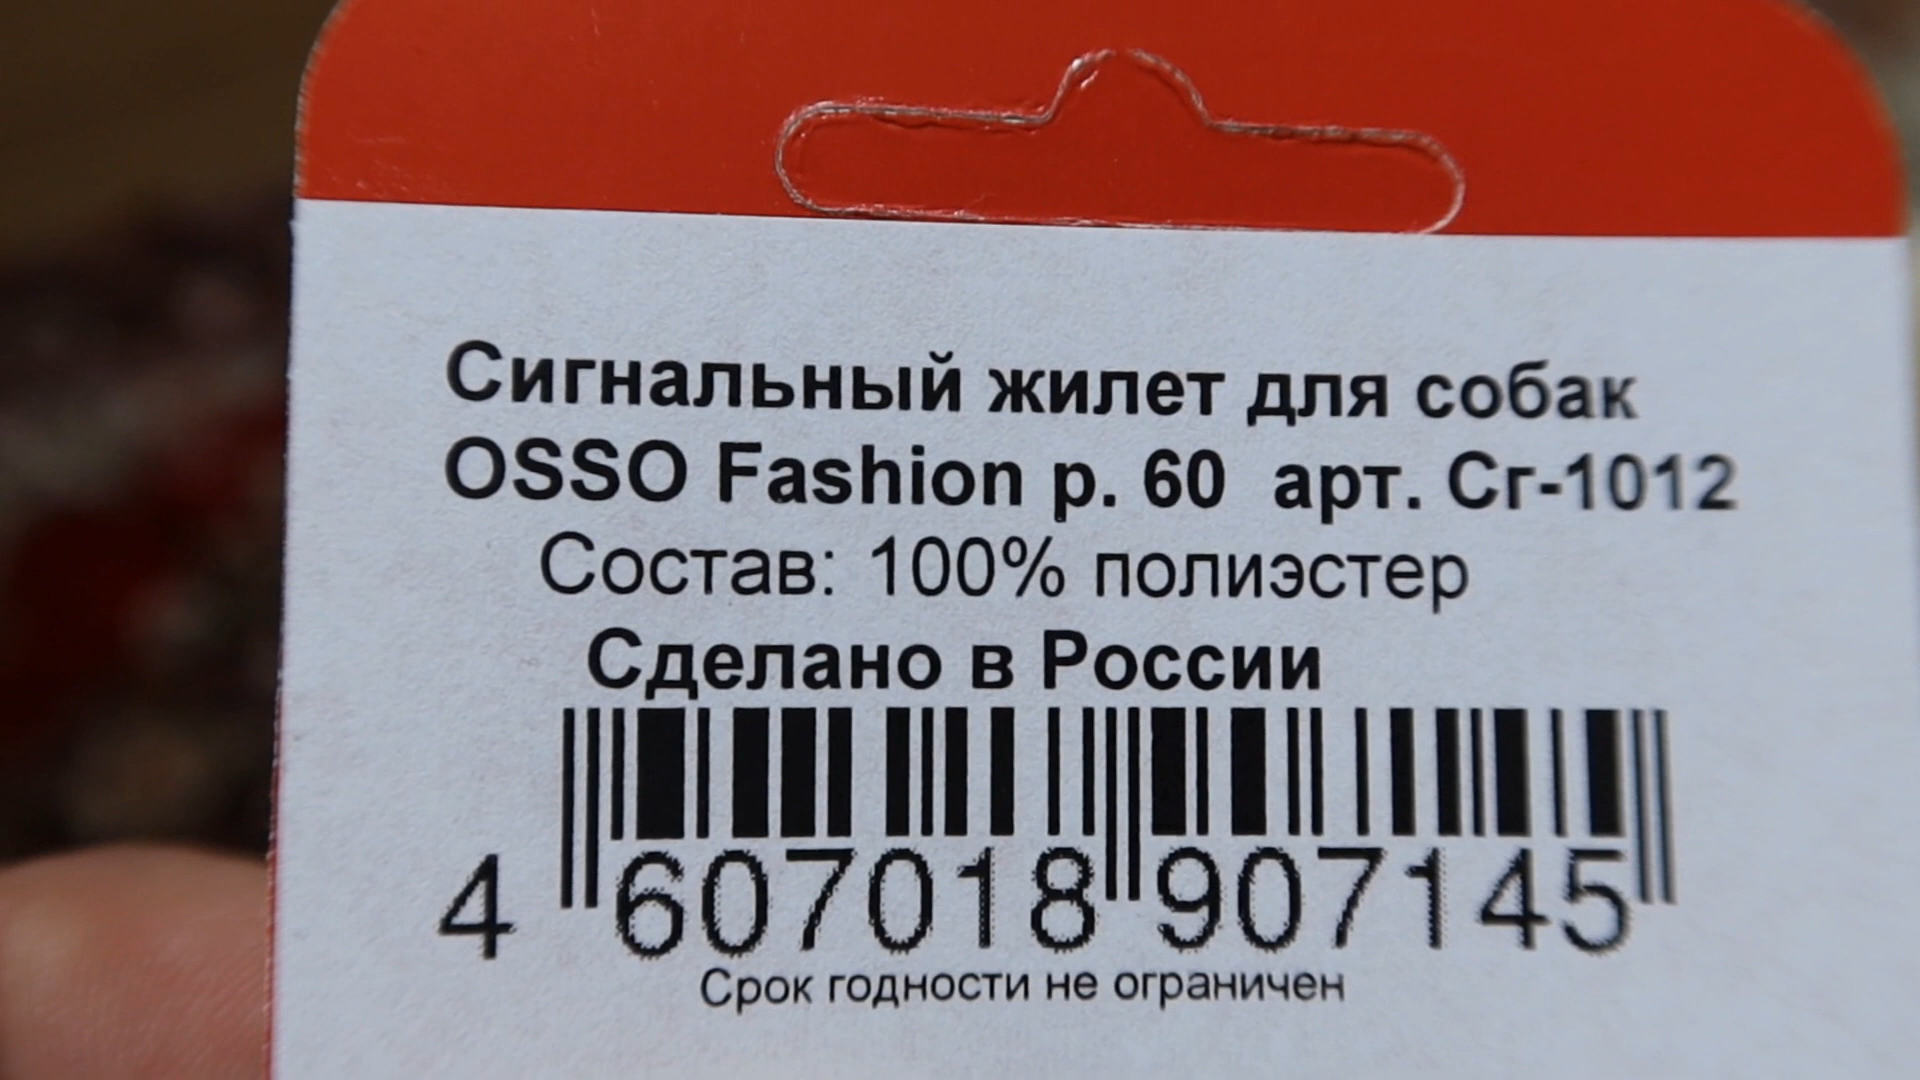 Сигнальный жилет для собак
OSSO Fashion р. 60 арт. Сг-1012
Состав: 100% полиэстер
Сделано в России
4 607018 907145
Срок годности не ограничен